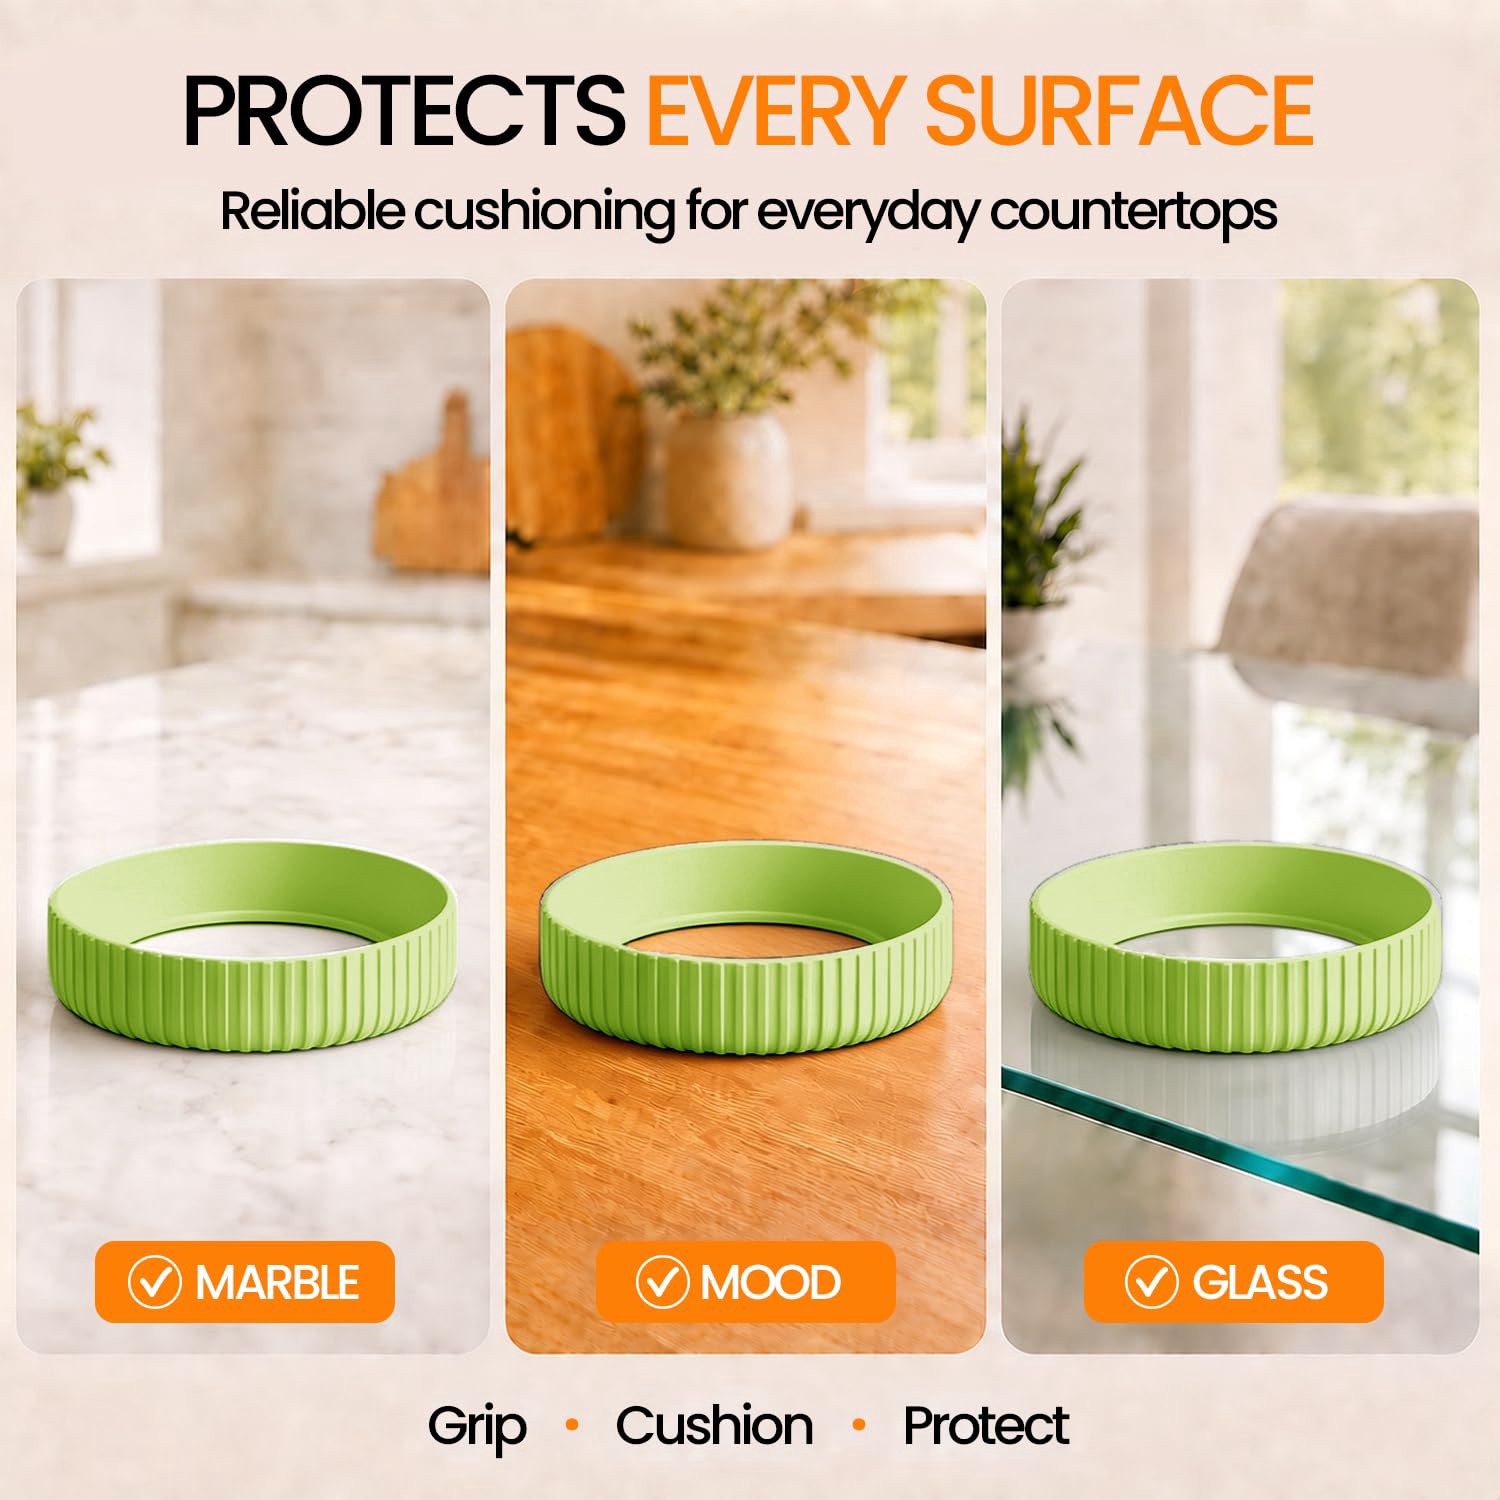 PROTECTS EVERY SURFACE
Reliable cushioning for everyday countertops
MARBLE
MOOD
GLASS
Grip • Cushion • Protect